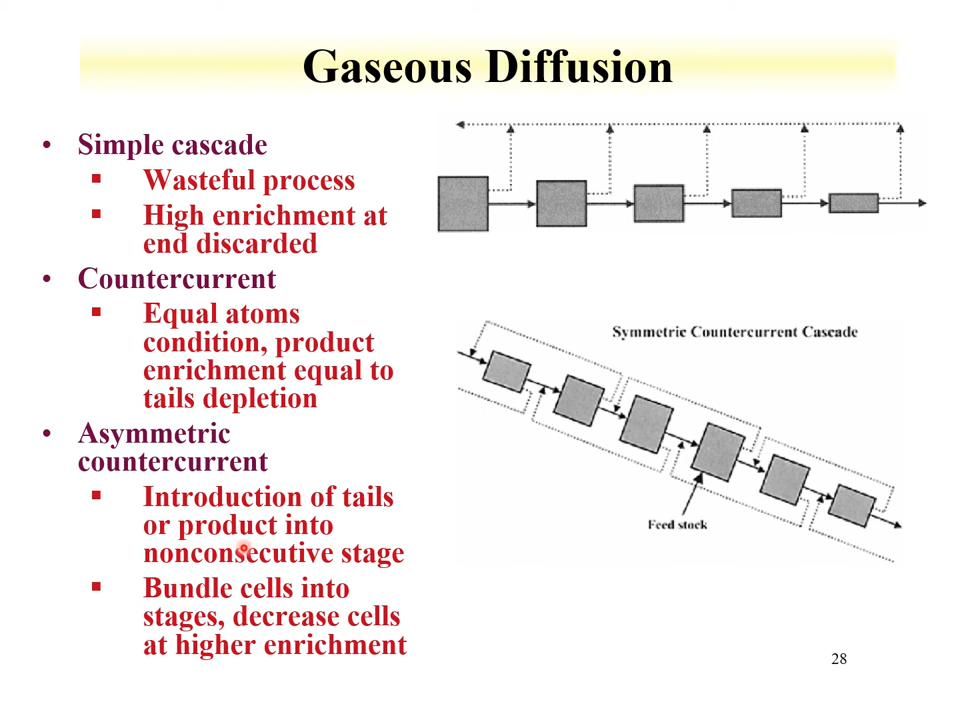 Gaseous Diffusion
• Simple cascade
▪ Wasteful process
▪ High enrichment at
end discarded
• Countercurrent
▪ Equal atoms
condition, product
enrichment equal to
tails depletion
• Asymmetric
countercurrent
▪ Introduction of tails
or product into
nonconsecutive stage
▪ Bundle cells into
stages, decrease cells
at higher enrichment
Symmetric Countercurrent Cascade
Feed stock
28